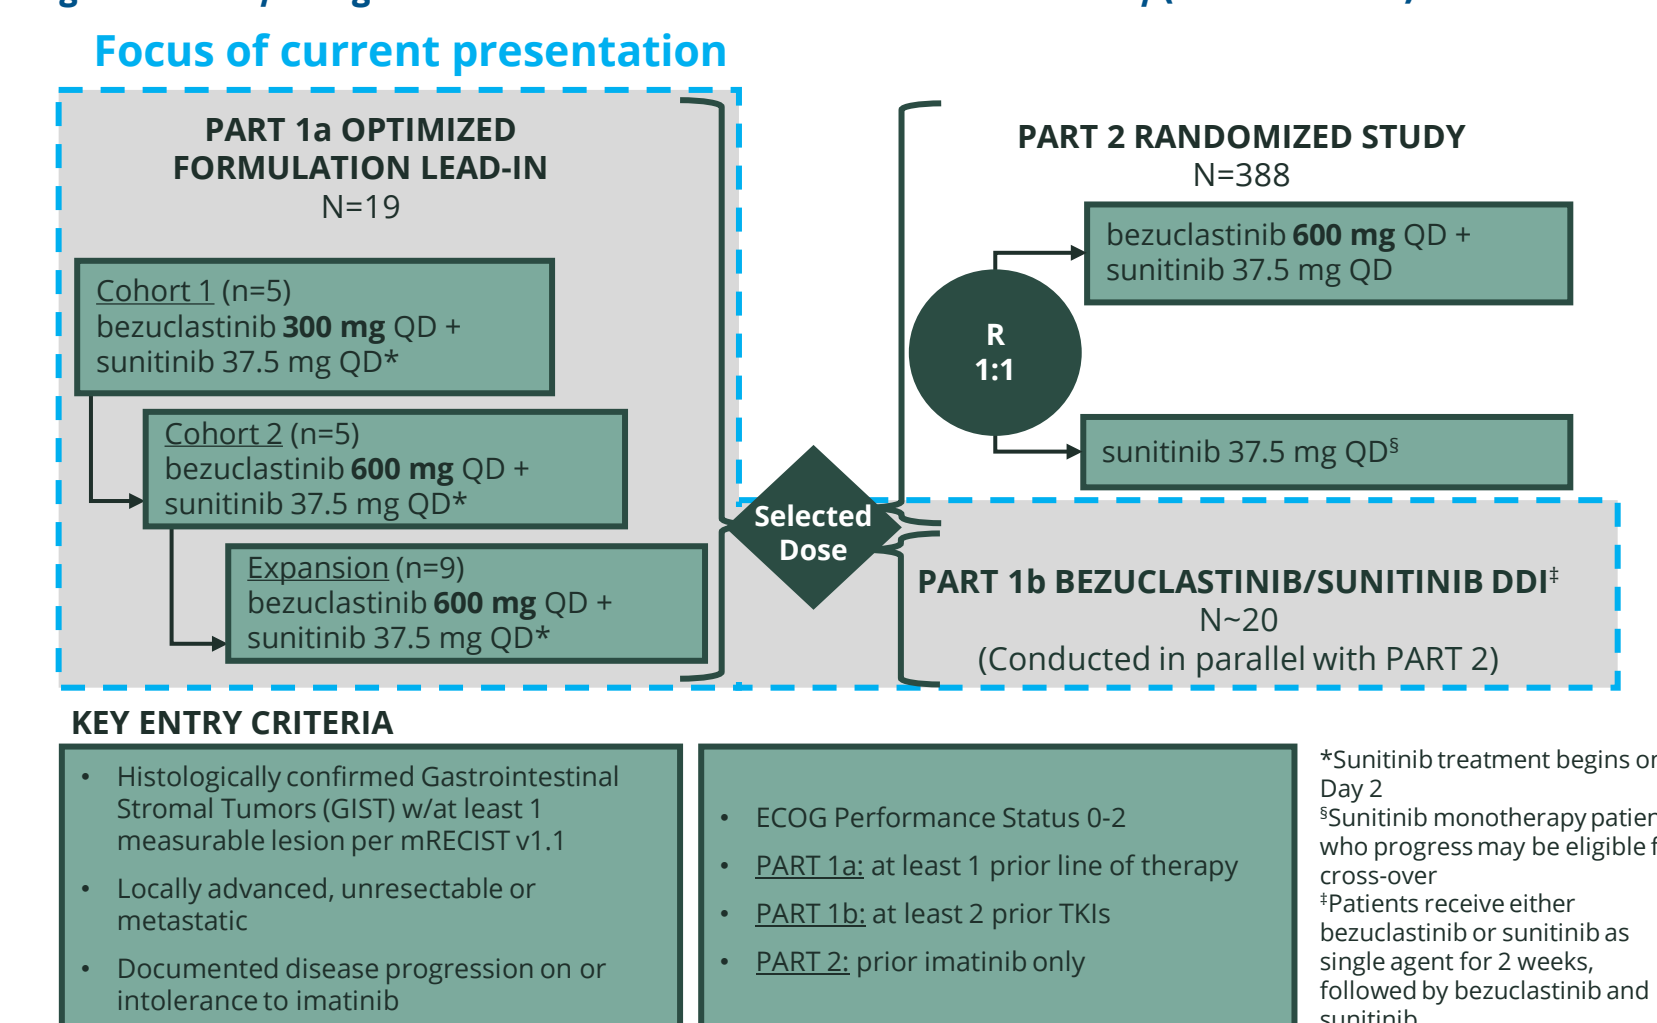 Focus of current presentation
PART 1a OPTIMIZED
FORMULATION LEAD-IN
N=19
Cohort 1 (n=5)
bezuclastinib 300 mg QD +
sunitinib 37.5 mg QD*
Cohort 2 (n=5)
bezuclastinib 600 mg QD +
sunitinib 37.5 mg QD*
Expansion (n=9)
bezuclastinib 600 mg QD +
sunitinib 37.5 mg QD*
Selected
Dose
PART 2 RANDOMIZED STUDY
N=388
R
1:1
bezuclastinib 600 mg QD +
sunitinib 37.5 mg QD
sunitinib 37.5 mg QD§
PART 1b BEZUCLASTINIB/SUNITINIB DDI‡
N~20
(Conducted in parallel with PART 2)
KEY ENTRY CRITERIA
• Histologically confirmed Gastrointestinal
Stromal Tumors (GIST) w/at least 1
measurable lesion per mRECIST v1.1
• Locally advanced, unresectable or
metastatic
• Documented disease progression on or
intolerance to imatinib
• ECOG Performance Status 0-2
• PART 1a: at least 1 prior line of therapy
• PART 1b: at least 2 prior TKIs
• PART 2: prior imatinib only
*Sunitinib treatment begins
Day 2
§Sunitinib monotherapy
who progress may be eligible
cross-over
‡Patients receive either
bezuclastinib or sunitinib as
single agent for 2 weeks,
followed by bezuclastinib and
sunitinib